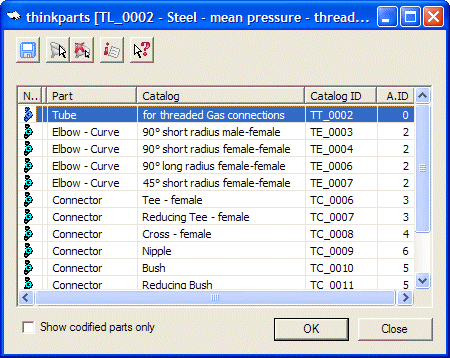 thinkparts [TL_0002 - Steel - mean pressure - thread...
N.. Part Catalog Catalog ID A.ID
Tube for threaded Gas connections TT_0002 0
Elbow - Curve 90° short radius male-female TE_0003 2
Elbow - Curve 90° short radius female-female TE_0004 2
Elbow - Curve 90° long radius female-female TE_0006 2
Elbow - Curve 45° short radius female-female TE_0007 2
Connector Tee - female TC_0006 3
Connector Reducing Tee - female TC_0007 3
Connector Cross - female TC_0008 4
Connector Nipple TC_0009 6
Connector Bush TC_0010 5
Connector Reducing Bush TC_0011 5
Show codified parts only OK Close